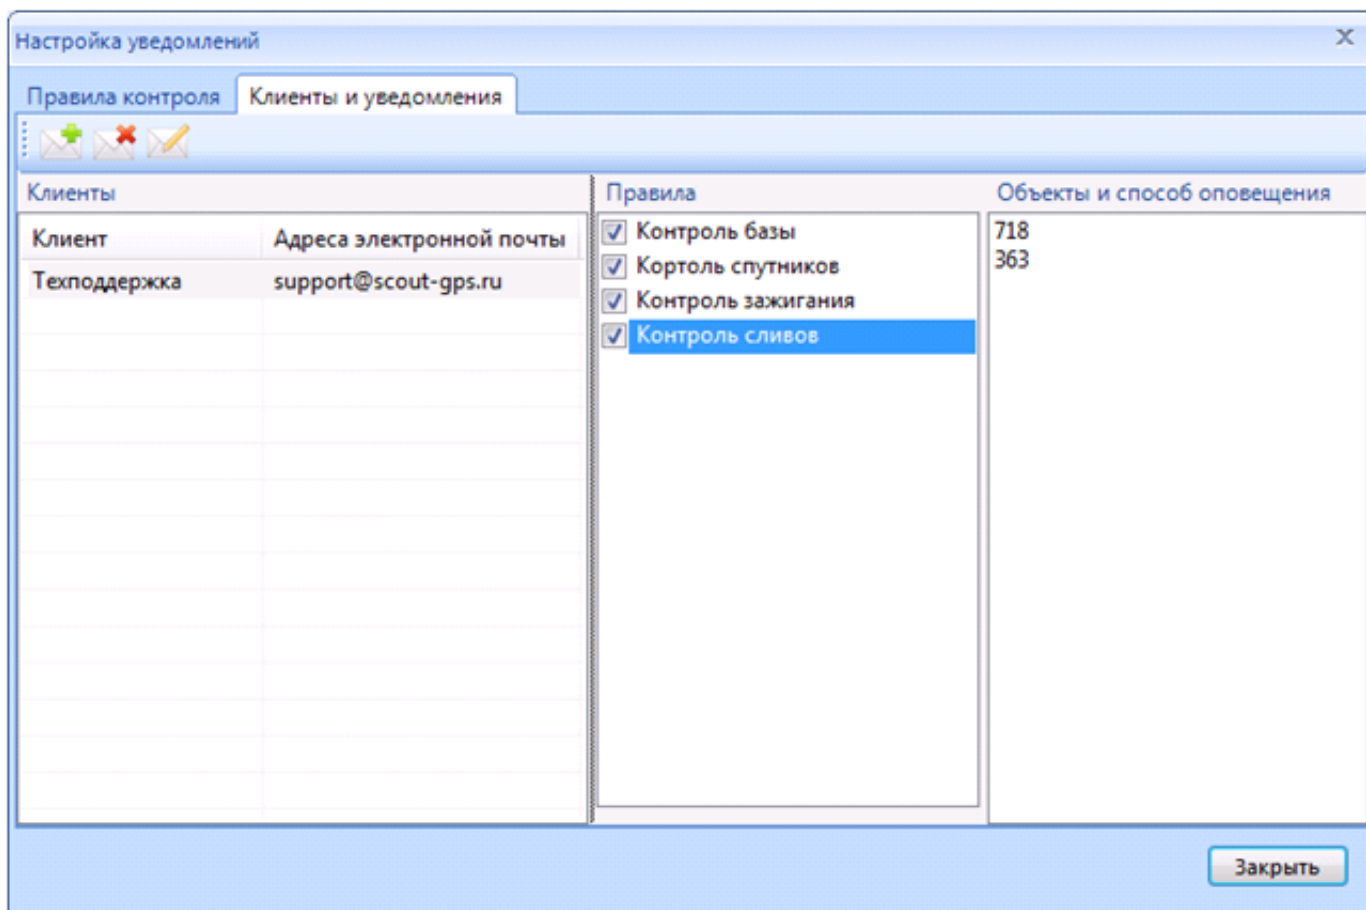 Настройка уведомлений
Правила контроля Клиенты и уведомления
Клиенты
Клиент Адреса электронной почты
Техподдержка support@scout-gps.ru
Правила
Контроль базы
Кортоль спутников
Контроль зажигания
Контроль сливов
Объекты и способ оповещения
718
363
Закрыть